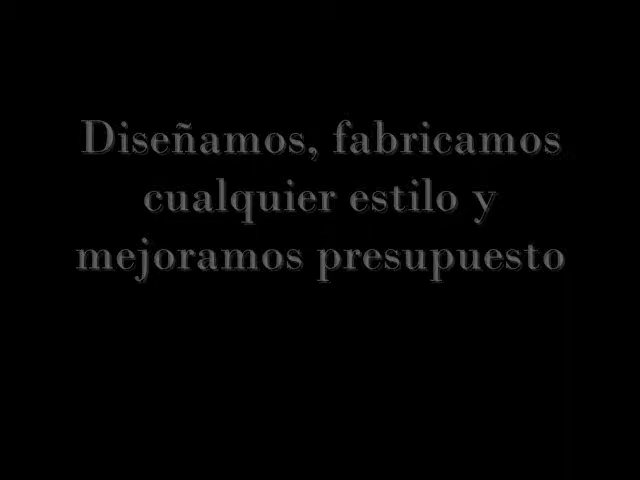 Diseñamos, fabricamos
cualquier estilo y
mejoramos presupuesto